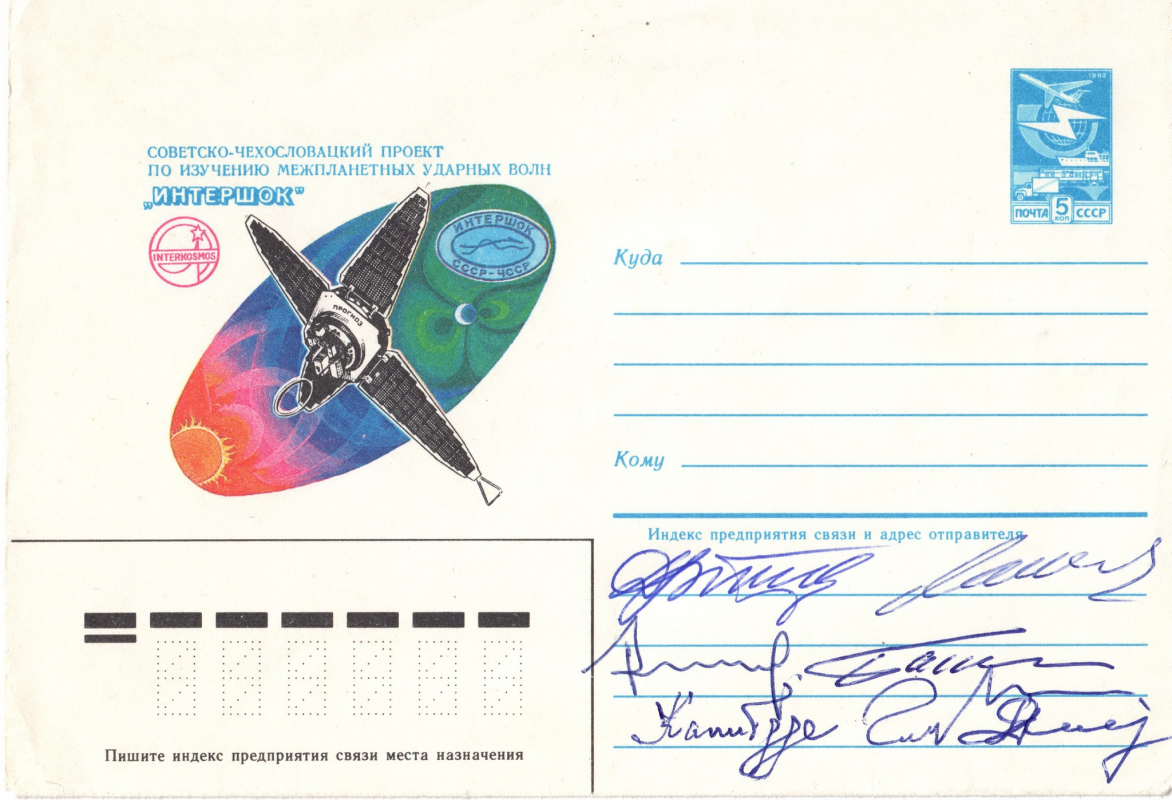 СОВЕТСКО-ЧЕХОСЛОВАЦКИЙ ПРОЕКТ
ПО ИЗУЧЕНИЮ МЕЖПЛАНЕТНЫХ УДАРНЫХ ВОЛН
„ИНТЕРШОК”
INTERKOSMOS
ИНТЕРШОК
СССР-ЧССР
ПРОГНОЗ
1982
ПОЧТА 5 КОП СССР
Куда
Кому
Индекс предприятия связи и адрес отправителя
Пишите индекс предприятия связи места назначения